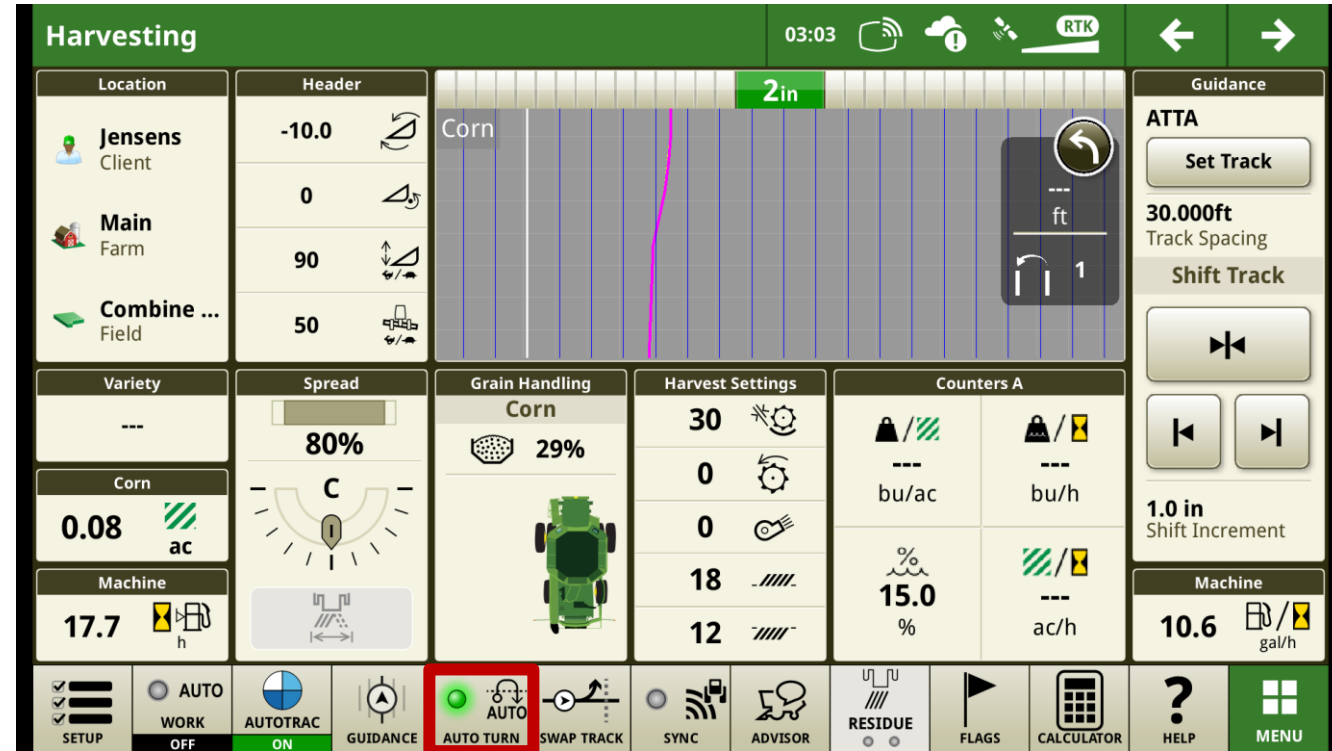 Harvesting
03:03
RTK
Location
Jensens
Client
Main
Farm
Combine ...
Field
Header
-10.0
0
90
50
2in
Corn
---
ft
1
Guidance
ATTA
Set Track
30.000ft
Track Spacing
Shift Track
1.0 in
Shift Increment
Variety
---
Corn
0.08
ac
Machine
17.7
h
Spread
80%
C
Grain Handling
Corn
29%
Harvest Settings
30
0
0
18
12
Counters A
---
bu/ac
---
bu/h
%
15.0
%
---
ac/h
Machine
10.6
gal/h
SETUP
AUTO
WORK
OFF
AUTOTRAC
ON
GUIDANCE
AUTO
AUTO TURN
SWAP TRACK
SYNC
ADVISOR
RESIDUE
FLAGS
CALCULATOR
?
HELP
MENU